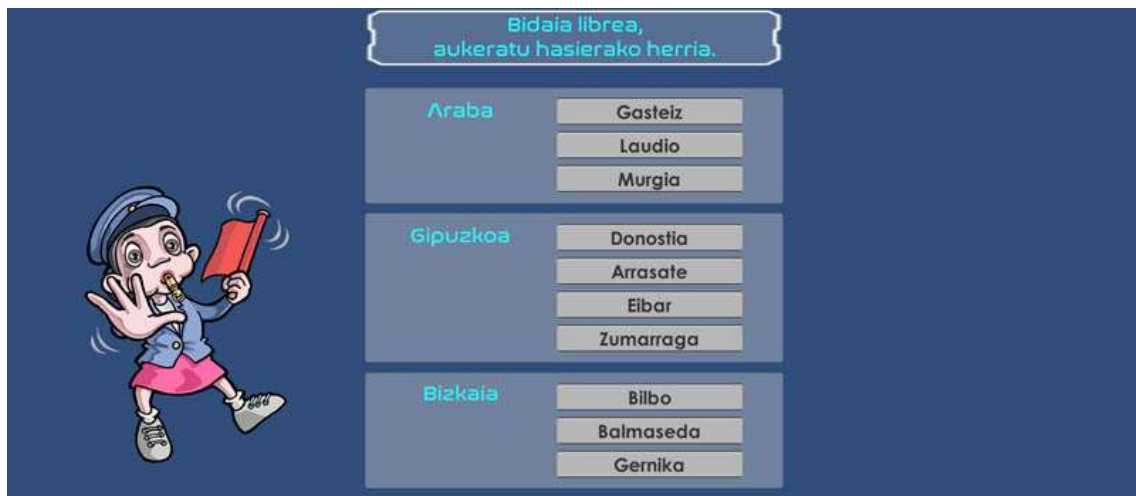 Bidaia librea,
aukeratu hasierako herria.
Araba
Gasteiz
Laudio
Murgia
Gipuzkoa
Donostia
Arrasate
Eibar
Zumarraga
Bizkaia
Bilbo
Balmaseda
Gernika